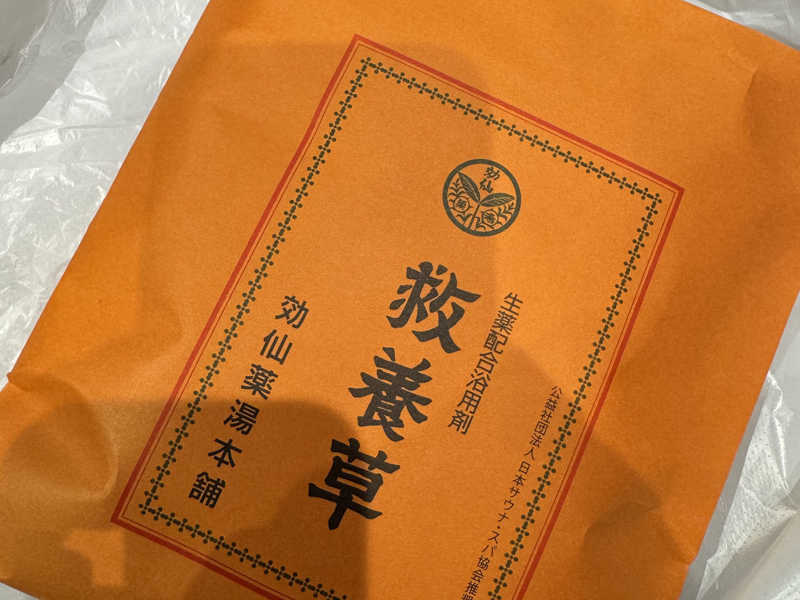 効仙
公益社団法人 日本サウナ・スパ協会推
生薬配合浴用剤
救養草
効仙薬湯本舗